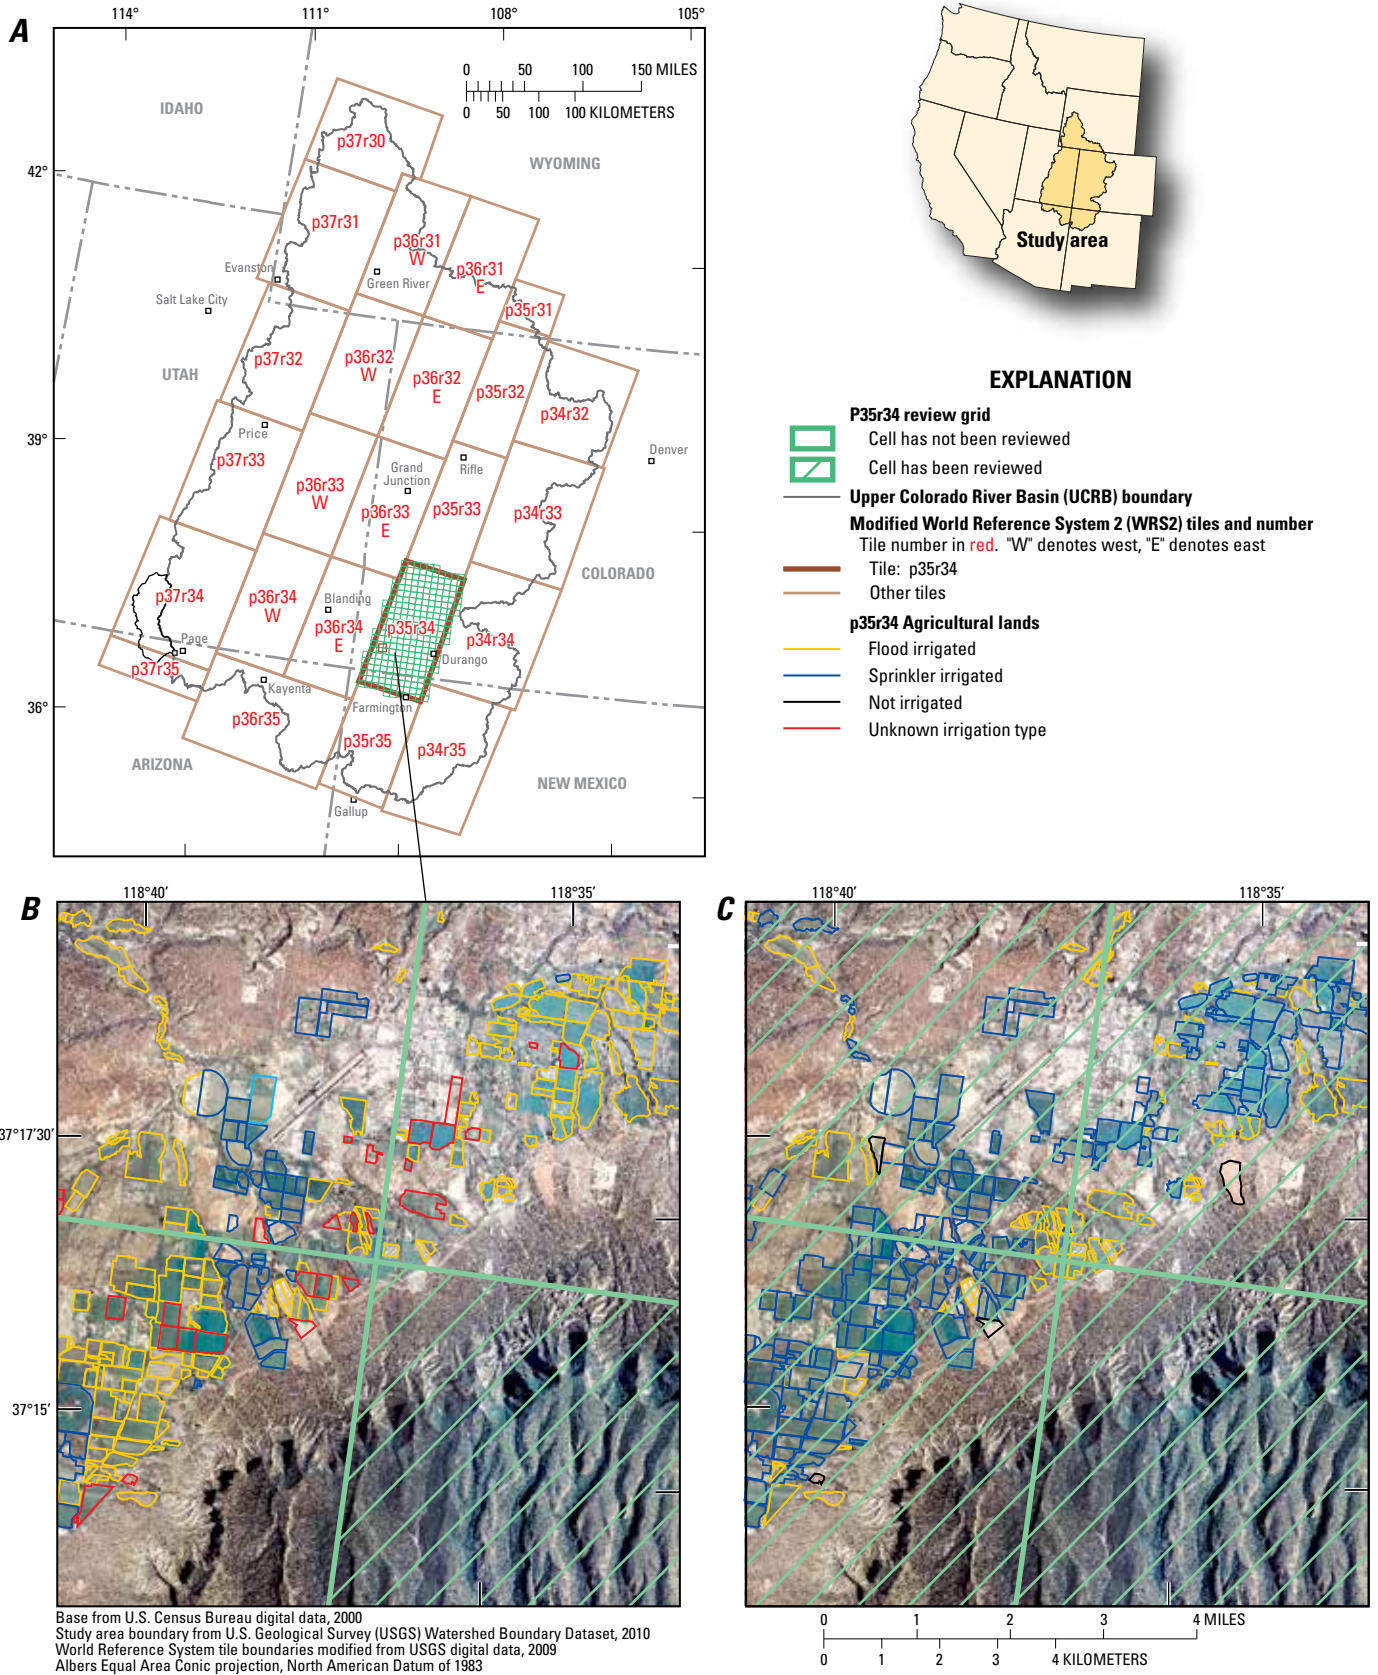 A
114°
111°
108°
105°
0 50 100 150 MILES
0 50 100 100 KILOMETERS
IDAHO
WYOMING
42°
p37r30
p37r31
p36r31
W
p36r31
E
p35r31
Evanston
Green River
Salt Lake City
UTAH
p37r32
p36r32
W
p36r32
E
p35r32
p34r32
39°
Price
Denver
p37r33
Grand
Junction
Rifle
p36r33
W
p36r33
E
p35r33
p34r33
COLORADO
p37r34
p36r34
W
Blanding
p36r34
E
p35r34
p34r34
Page
Durango
p37r35
Kayenta
36°
p36r35
Farmington
p35r35
p34r35
ARIZONA
NEW MEXICO
Gallup
Study area
EXPLANATION
P35r34 review grid
Cell has not been reviewed
Cell has been reviewed
Upper Colorado River Basin (UCRB) boundary
Modified World Reference System 2 (WRS2) tiles and number
Tile number in red. "W" denotes west, "E" denotes east
Tile: p35r34
Other tiles
p35r34 Agricultural lands
Flood irrigated
Sprinkler irrigated
Not irrigated
Unknown irrigation type
B
118°40′
118°35′
37°17′30′
37°15′
C
118°40′
118°35′
Base from U.S. Census Bureau digital data, 2000
Study area boundary from U.S. Geological Survey (USGS) Watershed Boundary Dataset, 2010
World Reference System tile boundaries modified from USGS digital data, 2009
Albers Equal Area Conic projection, North American Datum of 1983
0 1 2 3 4 MILES
0 1 2 3 4 KILOMETERS